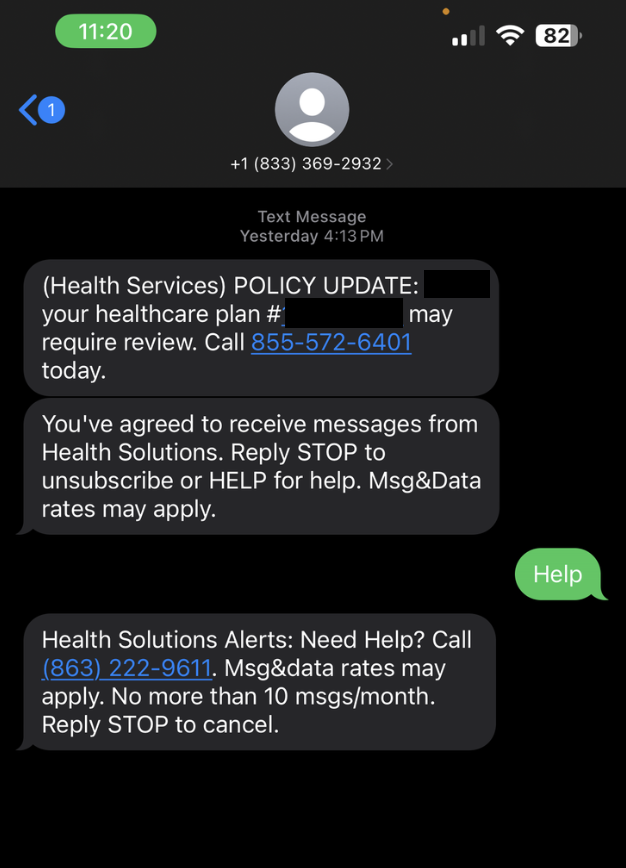 11:20
82
1
+1 (833) 369-2932 >
Text Message
Yesterday 4:13 PM
(Health Services) POLICY UPDATE:
your healthcare plan # may
require review. Call 855-572-6401
today.
You've agreed to receive messages from
Health Solutions. Reply STOP to
unsubscribe or HELP for help. Msg&Data
rates may apply.
Help
Health Solutions Alerts: Need Help? Call
(863) 222-9611. Msg&data rates may
apply. No more than 10 msgs/month.
Reply STOP to cancel.